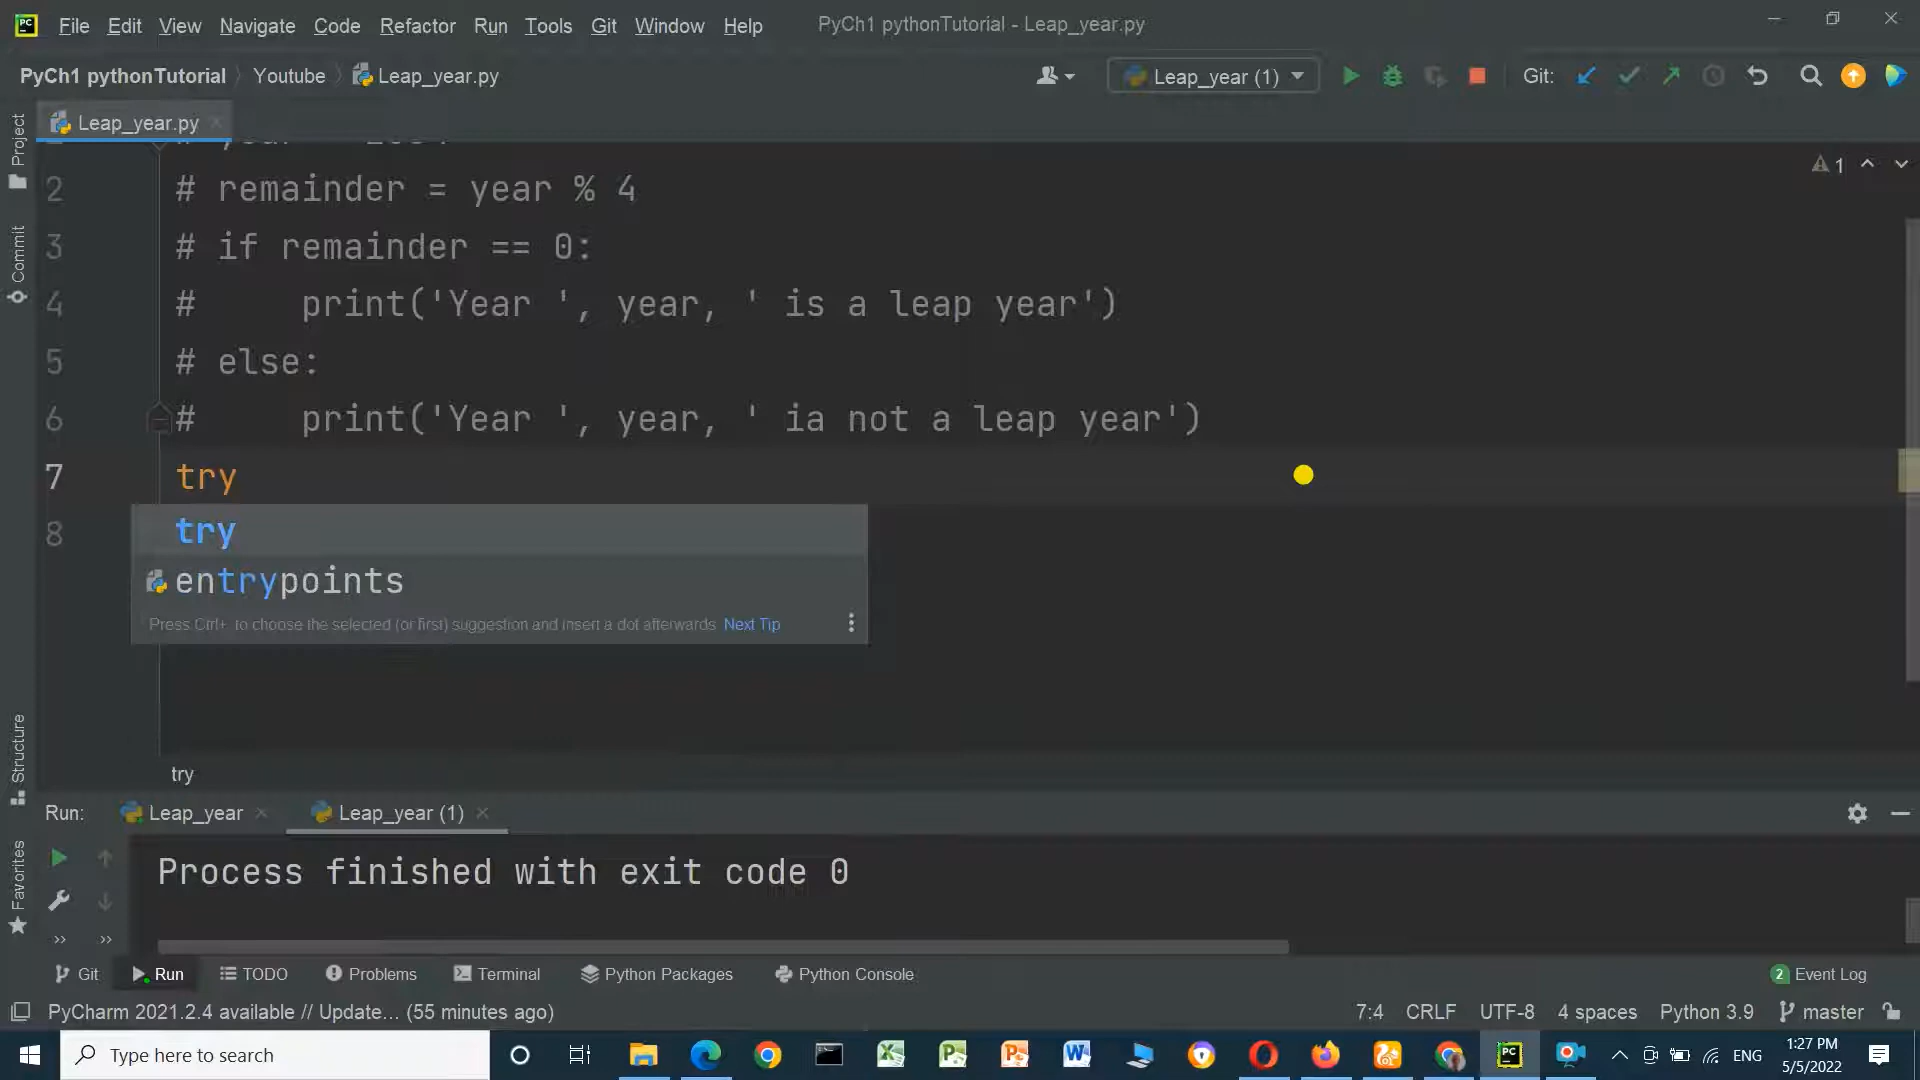 File Edit View Navigate Code Refactor Run Tools Git Window Help PyCh1 pythonTutorial - Leap_year.py
PyCh1 pythonTutorial Youtube Leap_year.py Leap_year (1) Git:
Leap_year.py
Project
Commit
Structure
Favorites
1
2 # remainder = year % 4
3 # if remainder == 0:
4 # print('Year ', year, ' is a leap year')
5 # else:
6 # print('Year ', year, ' ia not a leap year')
7 try
8
try
entrypoints
Press Ctrl+. to choose the selected (or first) suggestion and insert a dot afterwards Next Tip
try
Run: Leap_year Leap_year (1)
Process finished with exit code 0
Git Run TODO Problems Terminal Python Packages Python Console 2 Event Log
PyCharm 2021.2.4 available // Update... (55 minutes ago) 7:4 CRLF UTF-8 4 spaces Python 3.9 master
Type here to search ENG 1:27 PM
5/5/2022